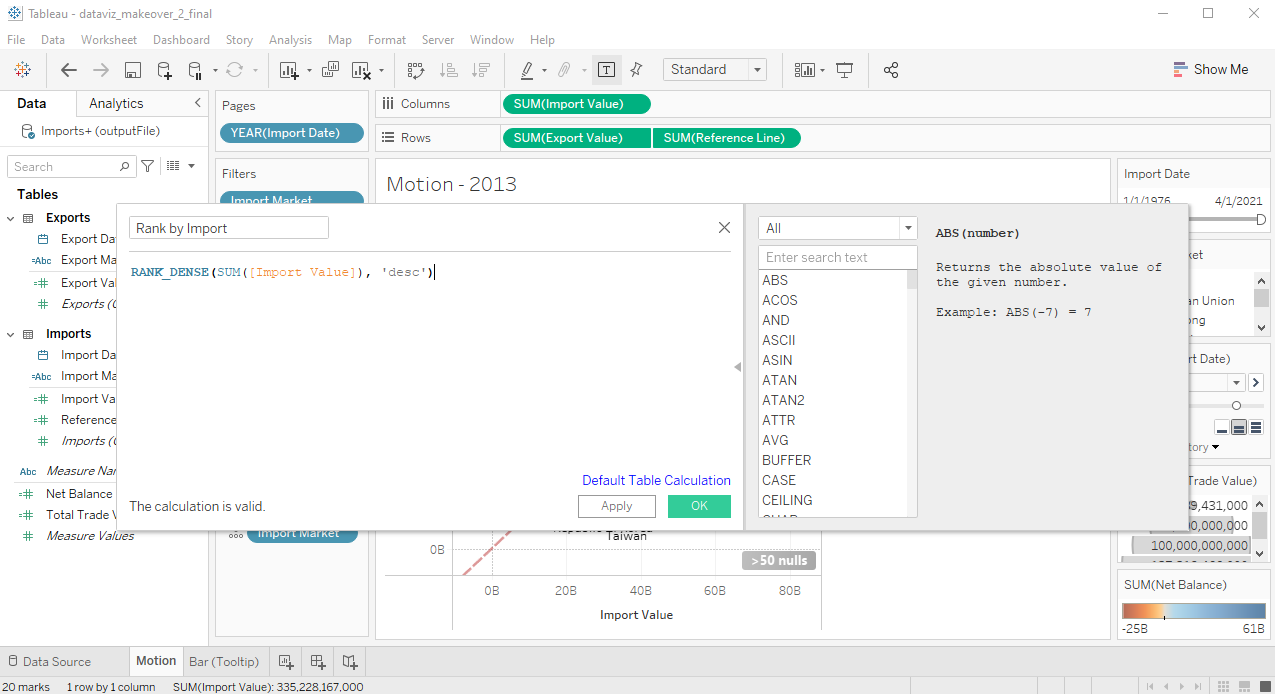 Tableau - dataviz_makeover_2_final
File Data Worksheet Dashboard Story Analysis Map Format Server Window Help
Standard
Show Me
Data Analytics
Imports+ (outputFile)
Search
Tables
Exports
Export Da
Abc Export Ma
Export Val
Exports (C
Imports
Import Da
Abc Import Ma
Import Va
Reference
Imports (C
Abc Measure Nam
Net Balance
Total Trade V
Measure Values
Pages
YEAR(Import Date)
Filters
Import Market
Columns
SUM(Import Value)
Rows
SUM(Export Value) SUM(Reference Line)
Motion - 2013
Rank by Import
RANK_DENSE(SUM([Import Value]), 'desc')
Default Table Calculation
The calculation is valid.
Apply OK
All
Enter search text
ABS
ACOS
AND
ASCII
ASIN
ATAN
ATAN2
ATTR
AVG
BUFFER
CASE
CEILING
CHAR
ABS(number)
Returns the absolute value of
the given number.
Example: ABS(-7) = 7
Import Market
Taiwan
0B
>50 nulls
0B 20B 40B 60B 80B
Import Value
Import Date
1/1/1976 4/1/2021
ket
an Union
ong
rt Date)
tory
Trade Value)
39,431,000
00,000,000
100,000,000,000
SUM(Net Balance)
-25B 61B
Data Source Motion Bar (Tooltip)
20 marks 1 row by 1 column SUM(Import Value): 335,228,167,000